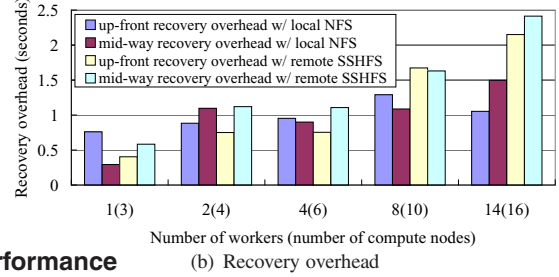 up-front recovery overhead w/ local NFS
mid-way recovery overhead w/ local NFS
up-front recovery overhead w/ remote SSHFS
mid-way recovery overhead w/ remote SSHFS
Recovery overhead (seconds)
2.5
2
1.5
1
0.5
0
1(3) 2(4) 4(6) 8(10) 14(16)
Number of workers (number of compute nodes)
rformance (b) Recovery overhead